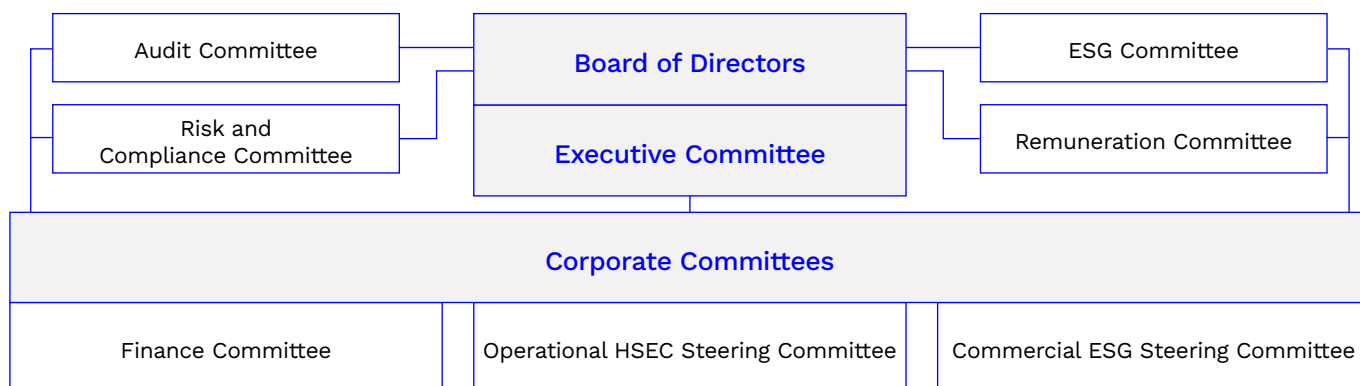 Audit Committee
Board of Directors
ESG Committee
Risk and
Compliance Committee
Executive Committee
Remuneration Committee
Corporate Committees
Finance Committee
Operational HSEC Steering Committee
Commercial ESG Steering Committee